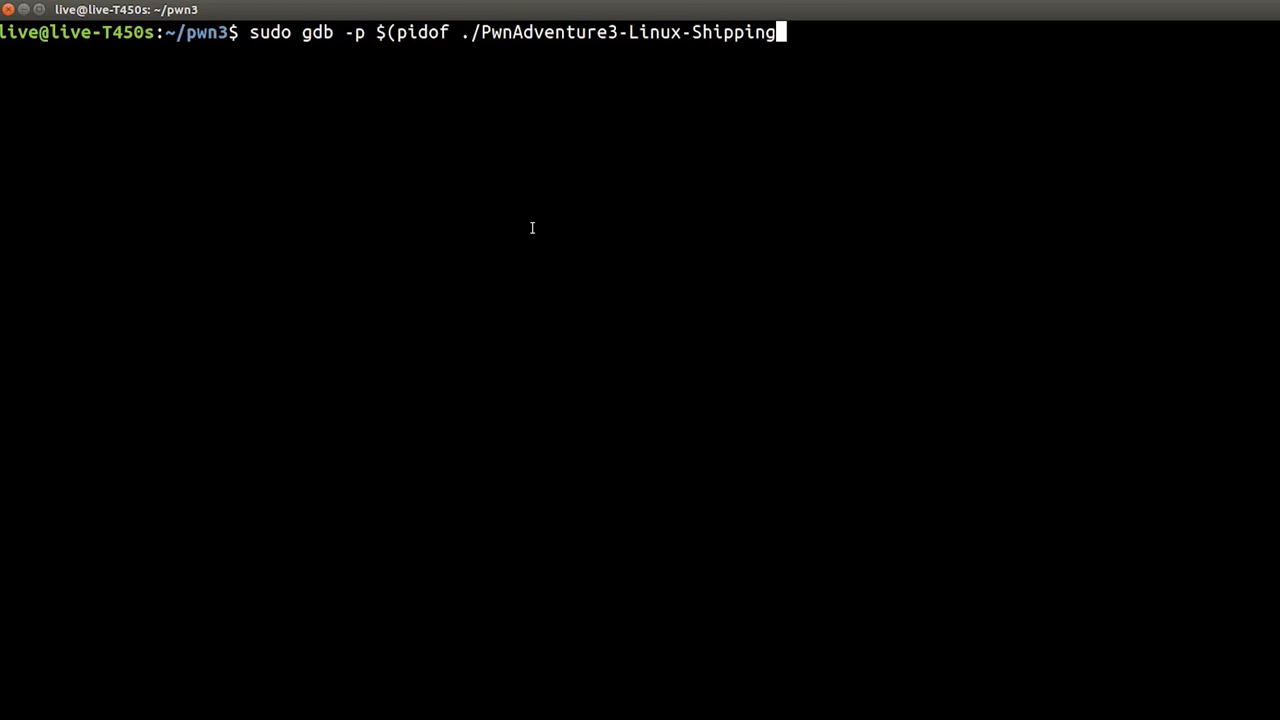 live@live-T450s: ~/pwn3
live@live-T450s:~/pwn3$ sudo gdb -p $(pidof ./PwnAdventure3-Linux-Shipping